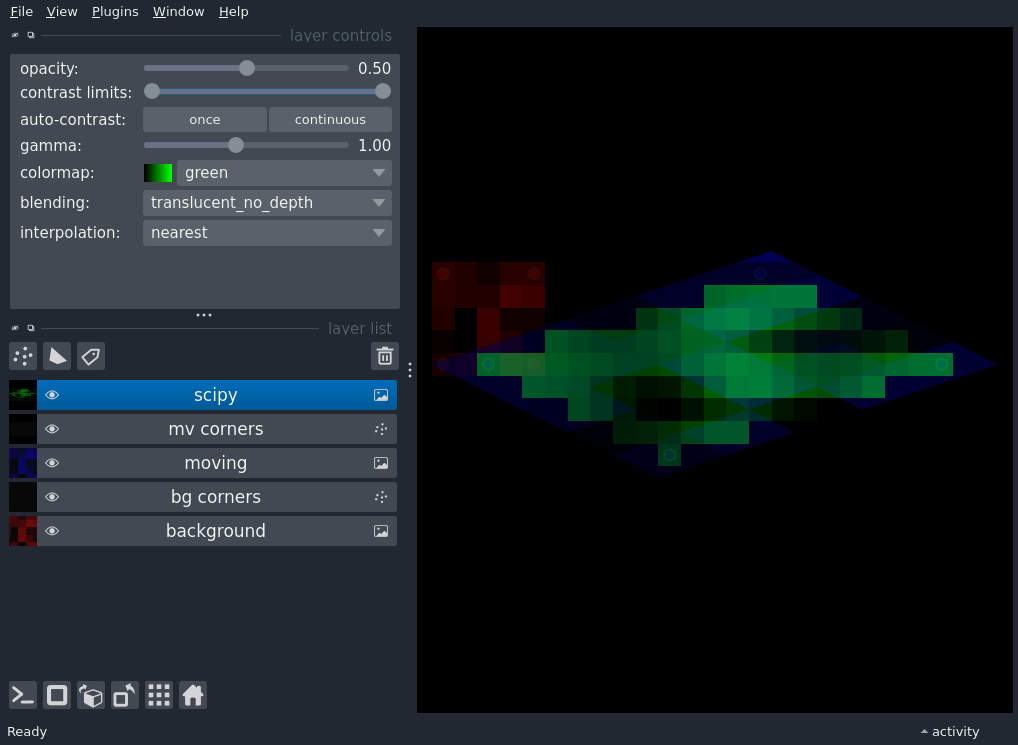 File View Plugins Window Help
layer controls
opacity: 0.50
contrast limits:
auto-contrast: once continuous
gamma: 1.00
colormap: green
blending: translucent_no_depth
interpolation: nearest
layer list
scipy
mv corners
moving
bg corners
background
Ready
activity